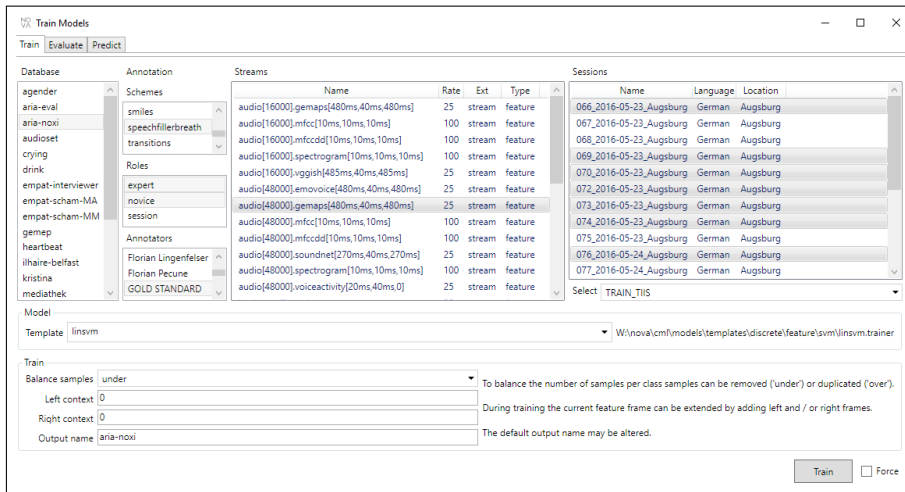 NOVA Train Models
Train Evaluate Predict
Database
agender
aria-eval
aria-noxi
audioset
crying
drink
empat-interviewer
empat-scham-MA
empat-scham-MM
gemep
heartbeat
ilhaire-belfast
kristina
mediathek
Annotation
Schemes
smiles
speechfillerbreath
transitions
Roles
expert
novice
session
Annotators
Florian Lingenfelser
Florian Pecune
GOLD STANDARD
Streams
Name Rate Ext Type
audio[16000].gemaps[480ms,40ms,480ms] 25 stream feature
audio[16000].mfcc[10ms,10ms,10ms] 100 stream feature
audio[16000].mfccdd[10ms,10ms,10ms] 100 stream feature
audio[16000].spectrogram[10ms,10ms,10ms] 100 stream feature
audio[16000].vggish[485ms,40ms,485ms] 25 stream feature
audio[48000].emovoice[480ms,40ms,480ms] 25 stream feature
audio[48000].gemaps[480ms,40ms,480ms] 25 stream feature
audio[48000].mfcc[10ms,10ms,10ms] 100 stream feature
audio[48000].mfccdd[10ms,10ms,10ms] 100 stream feature
audio[48000].soundnet[270ms,40ms,270ms] 25 stream feature
audio[48000].spectrogram[10ms,10ms,10ms] 100 stream feature
audio[48000].voiceactivity[20ms,40ms,0] 25 stream feature
Sessions
Name Language Location
066_2016-05-23_Augsburg German Augsburg
067_2016-05-23_Augsburg German Augsburg
068_2016-05-23_Augsburg German Augsburg
069_2016-05-23_Augsburg German Augsburg
070_2016-05-23_Augsburg German Augsburg
072_2016-05-23_Augsburg German Augsburg
073_2016-05-23_Augsburg German Augsburg
074_2016-05-23_Augsburg German Augsburg
075_2016-05-23_Augsburg German Augsburg
076_2016-05-24_Augsburg German Augsburg
077_2016-05-24_Augsburg German Augsburg
Select TRAIN_TIIS
Model
Template linsvm W:\nova\cml\models\templates\discrete\feature\svm\linsvm.trainer
Train
Balance samples under To balance the number of samples per class samples can be removed ('under') or duplicated ('over').
Left context 0
Right context 0 During training the current feature frame can be extended by adding left and / or right frames.
Output name aria-noxi The default output name may be altered.
Train Force